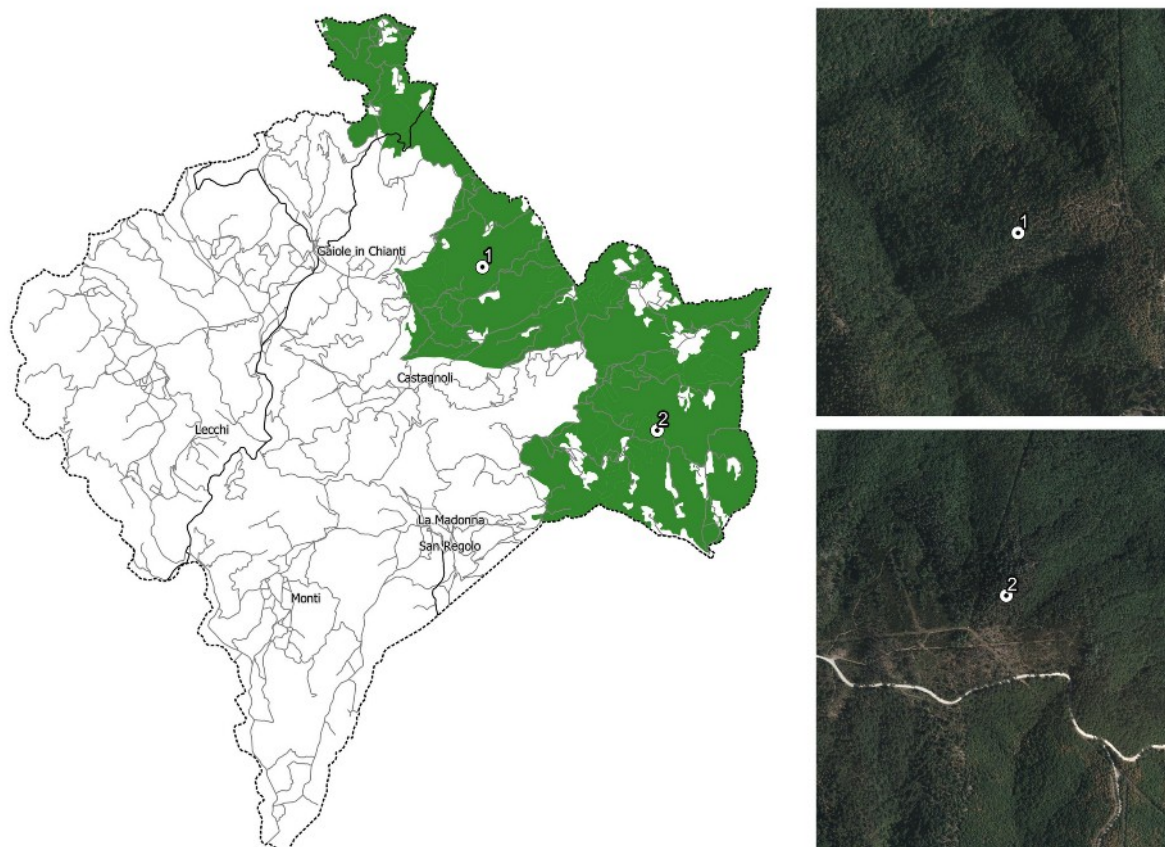 Gaiole in Chianti
1
Castagnoli
Lecchi
2
La Madonna
San Regolo
Monti
1
2